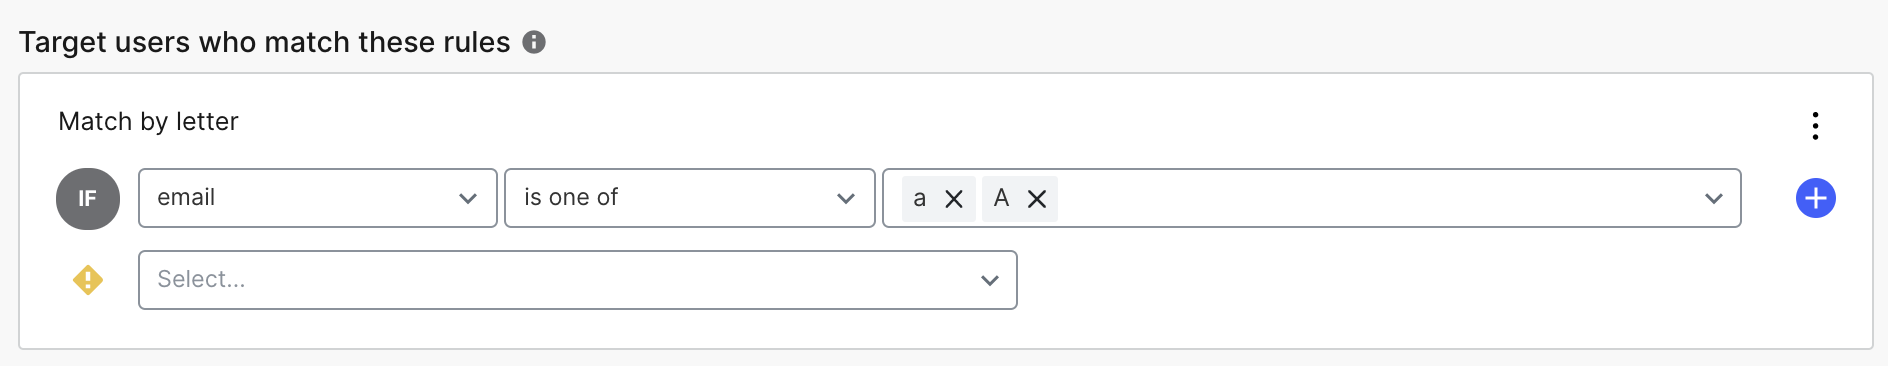 Target users who match these rules
Match by letter
IF email is one of a A
Select...